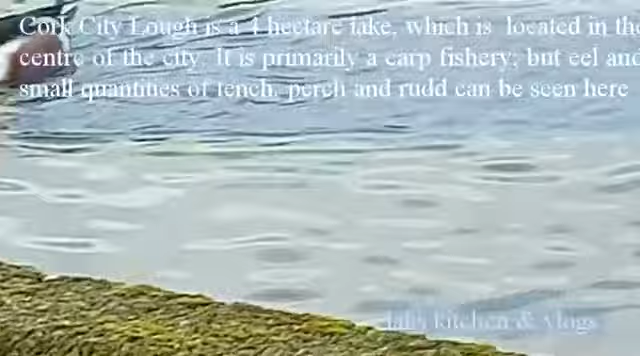 Cork City Lough is a 4 hectare lake, which is located in the
centre of the city. It is primarily a carp fishery; but eel and
small quantities of tench, perch and rudd can be seen here
kitchen & vlogs